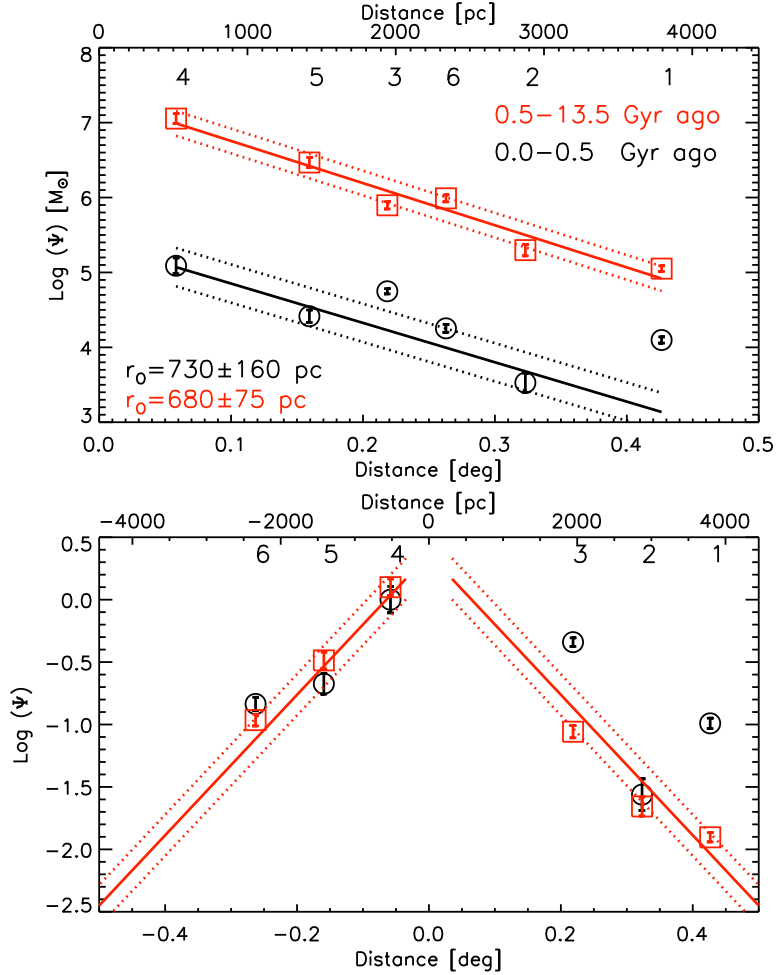 Distance [pc]
0 1000 2000 3000 4000
8
4 5 3 6 2 1
0.5−13.5 Gyr ago
7
0.0−0.5 Gyr ago
6
Log (Ψ) [M⊙]
5
4
r0=730±160 pc
r0=680±75 pc
3
0.0 0.1 0.2 0.3 0.4 0.5
Distance [deg]
Distance [pc]
−4000 −2000 0 2000 4000
0.5
6 5 4 3 2 1
0.0
−0.5
Log (Ψ)
−1.0
−1.5
−2.0
−2.5
−0.4 −0.2 0.0 0.2 0.4
Distance [deg]